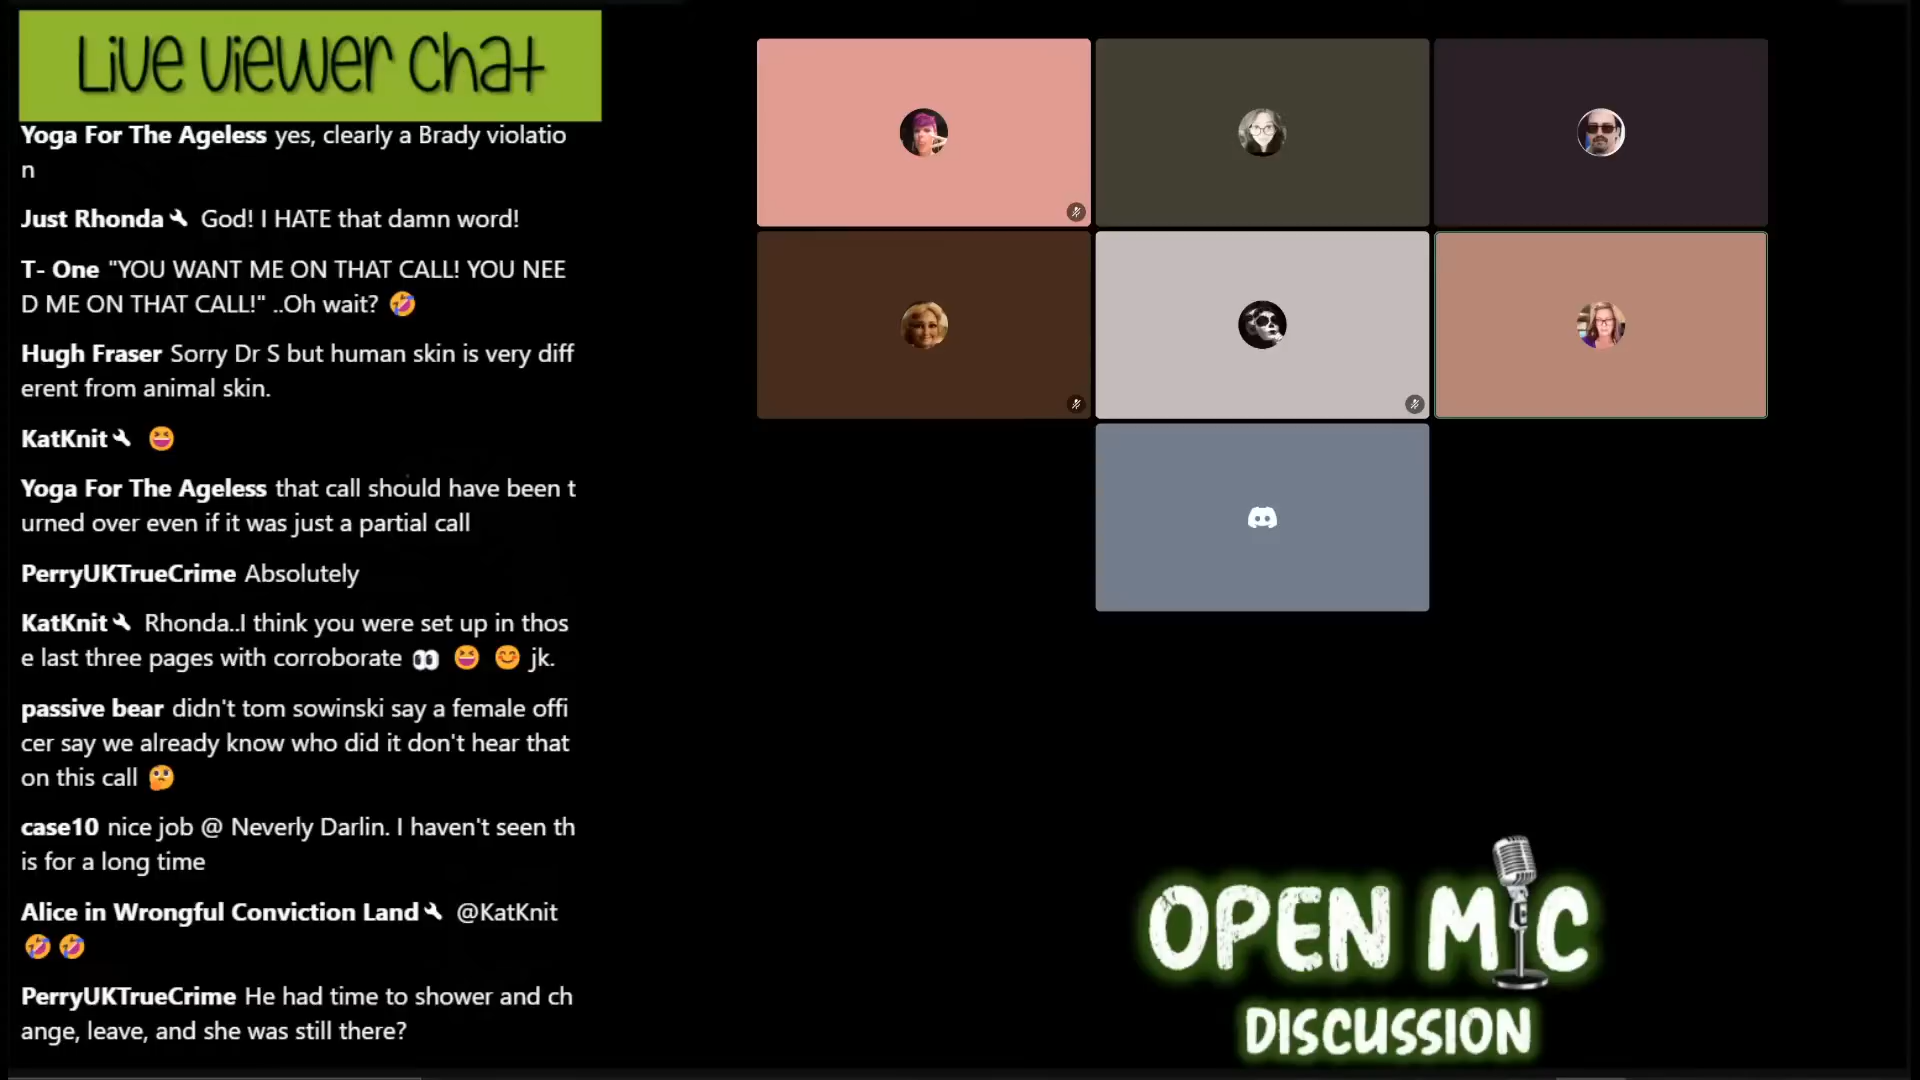 Live Viewer Chat
Yoga For The Ageless yes, clearly a Brady violatio
n
Just Rhonda God! I HATE that damn word!
T- One "YOU WANT ME ON THAT CALL! YOU NEE
D ME ON THAT CALL!" ..Oh wait? 🤣
Hugh Fraser Sorry Dr S but human skin is very diff
erent from animal skin.
KatKnit 😆
Yoga For The Ageless that call should have been t
urned over even if it was just a partial call
PerryUKTrueCrime Absolutely
KatKnit Rhonda..I think you were set up in thos
e last three pages with corroborate 👀 😆 😊 jk.
passive bear didn't tom sowinski say a female offi
cer say we already know who did it don't hear that
on this call 🤔
case10 nice job @ Neverly Darlin. I haven't seen th
is for a long time
Alice in Wrongful Conviction Land @KatKnit
🤣 🤣
PerryUKTrueCrime He had time to shower and ch
ange, leave, and she was still there?
OPEN MIC
DISCUSSION